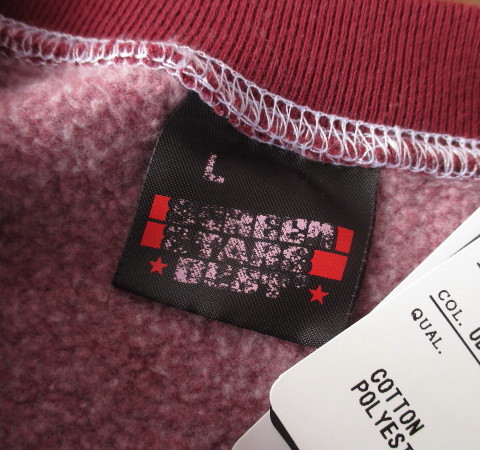 L
SCREEN
STARS
BEST
COL.
QUAL.
COTTON